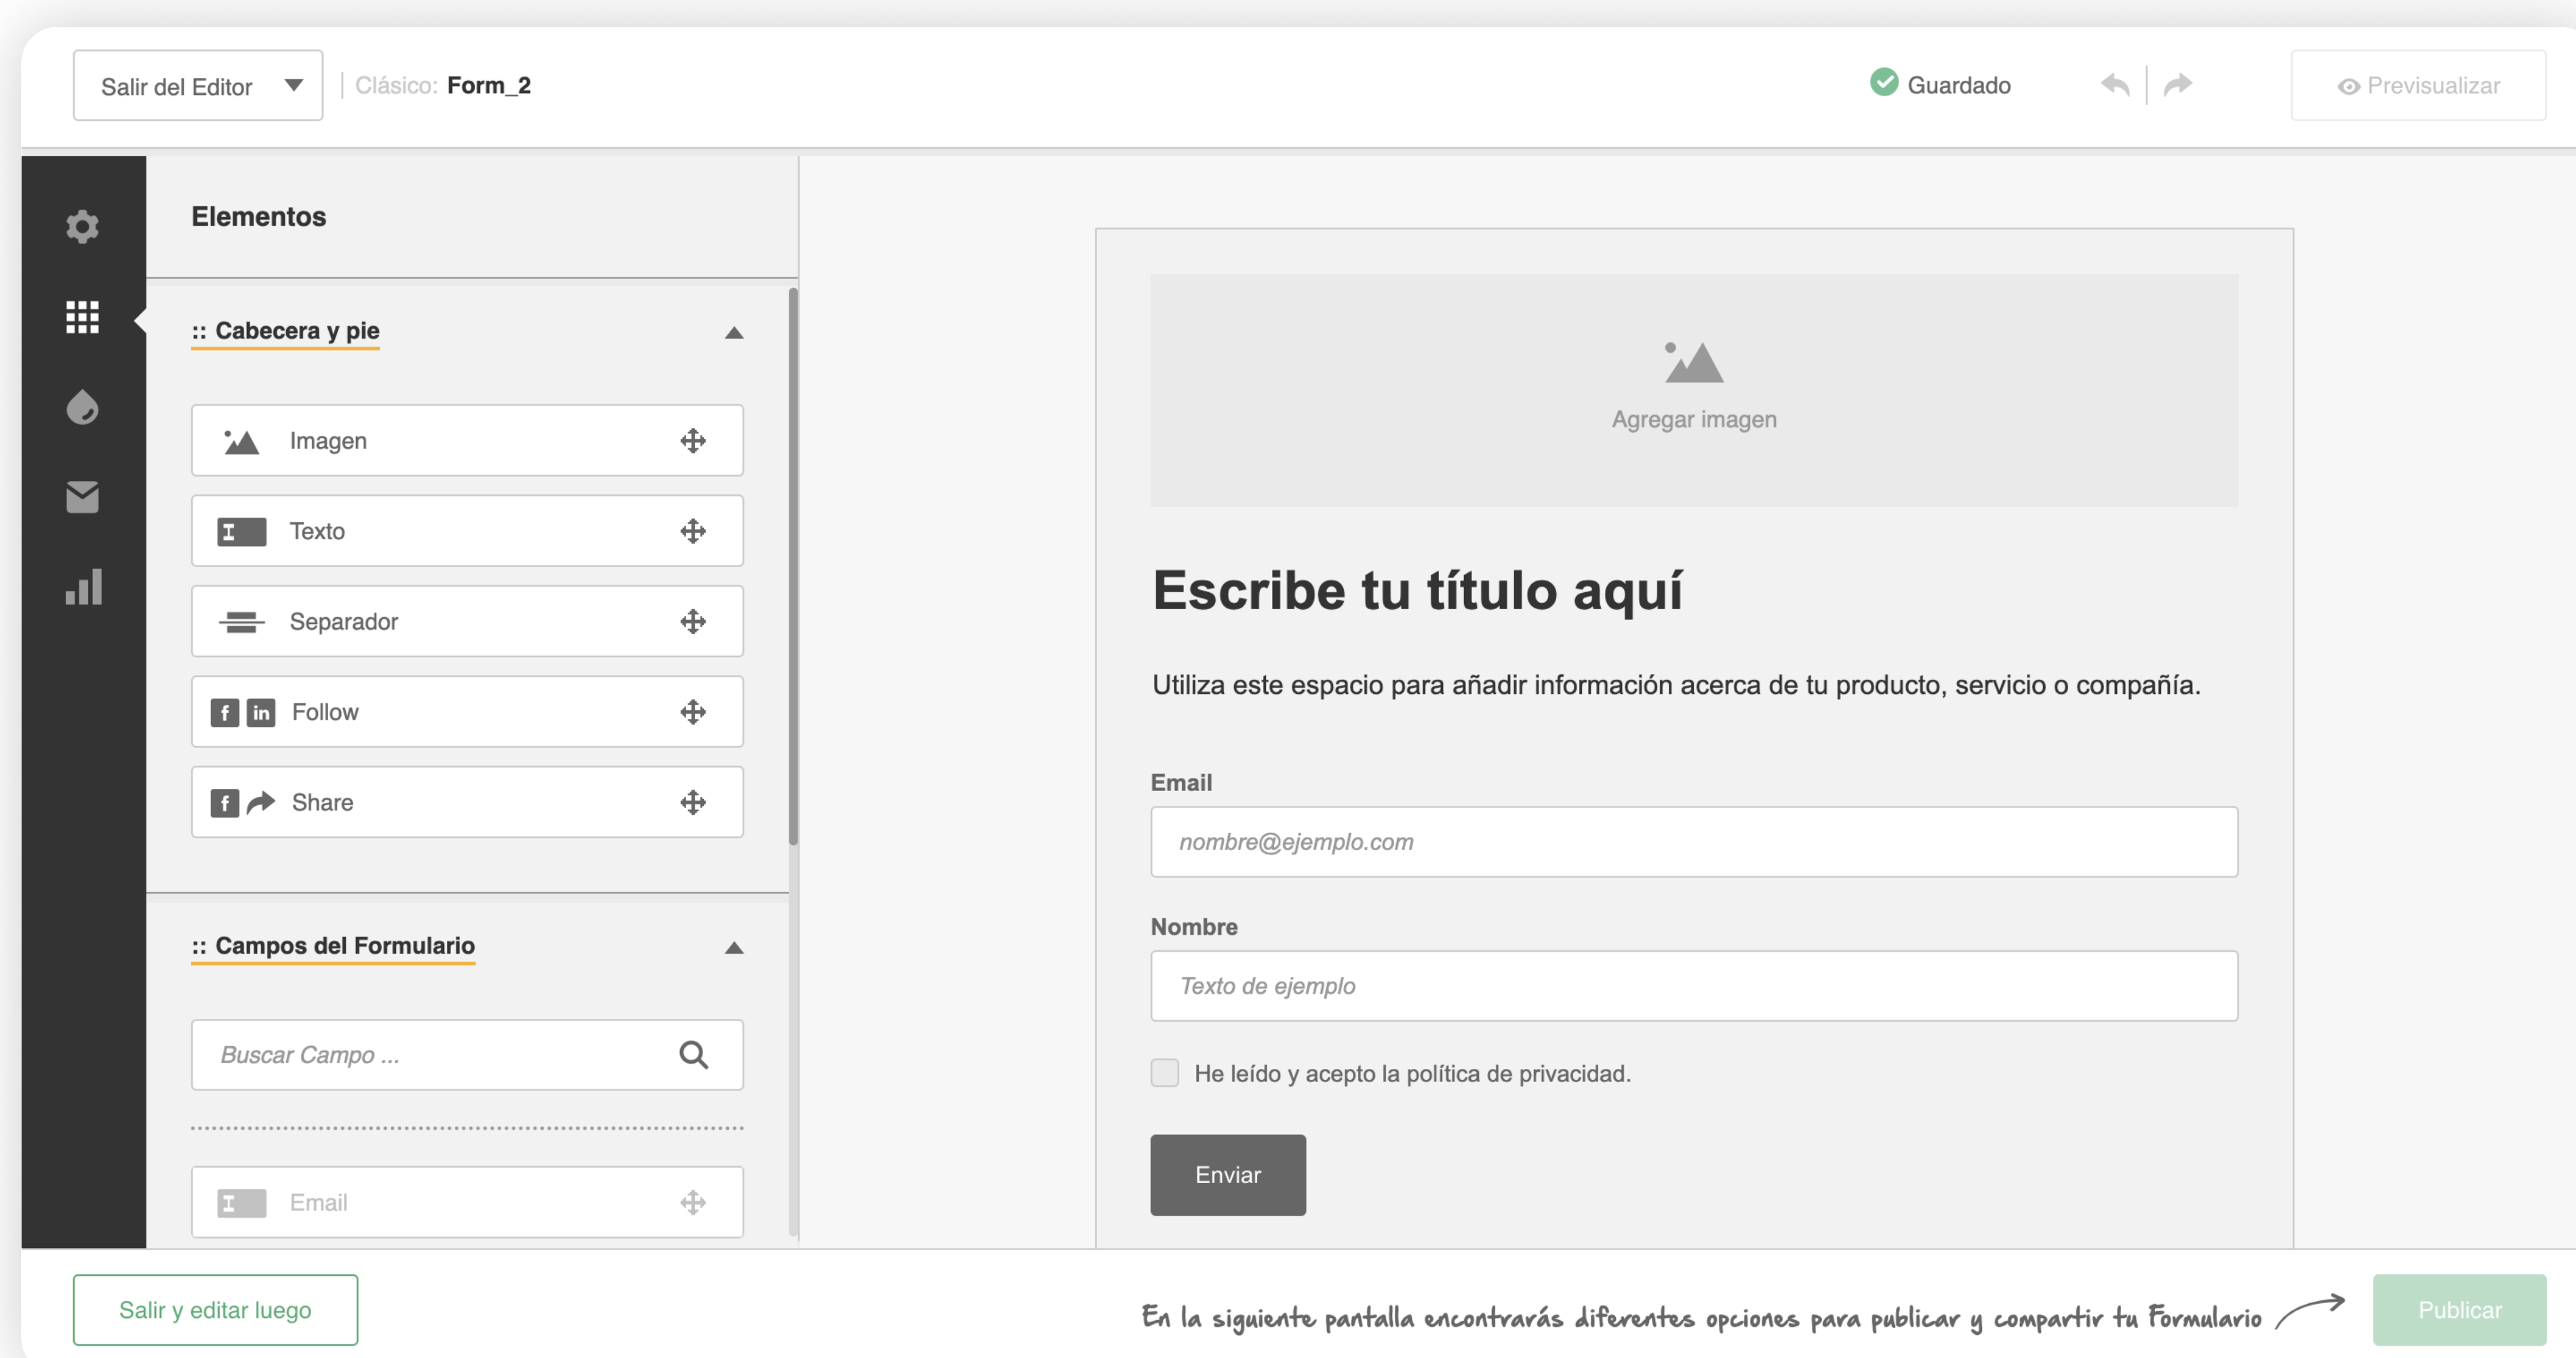 Salir del Editor
Clásico: Form_2
Guardado
Previsualizar
Elementos
:: Cabecera y pie
Imagen
Texto
Separador
Follow
Share
:: Campos del Formulario
Buscar Campo ...
Email
Agregar imagen
Escribe tu título aquí
Utiliza este espacio para añadir información acerca de tu producto, servicio o compañía.
Email
nombre@ejemplo.com
Nombre
Texto de ejemplo
He leído y acepto la política de privacidad.
Enviar
Salir y editar luego
En la siguiente pantalla encontrarás diferentes opciones para publicar y compartir tu Formulario
Publicar